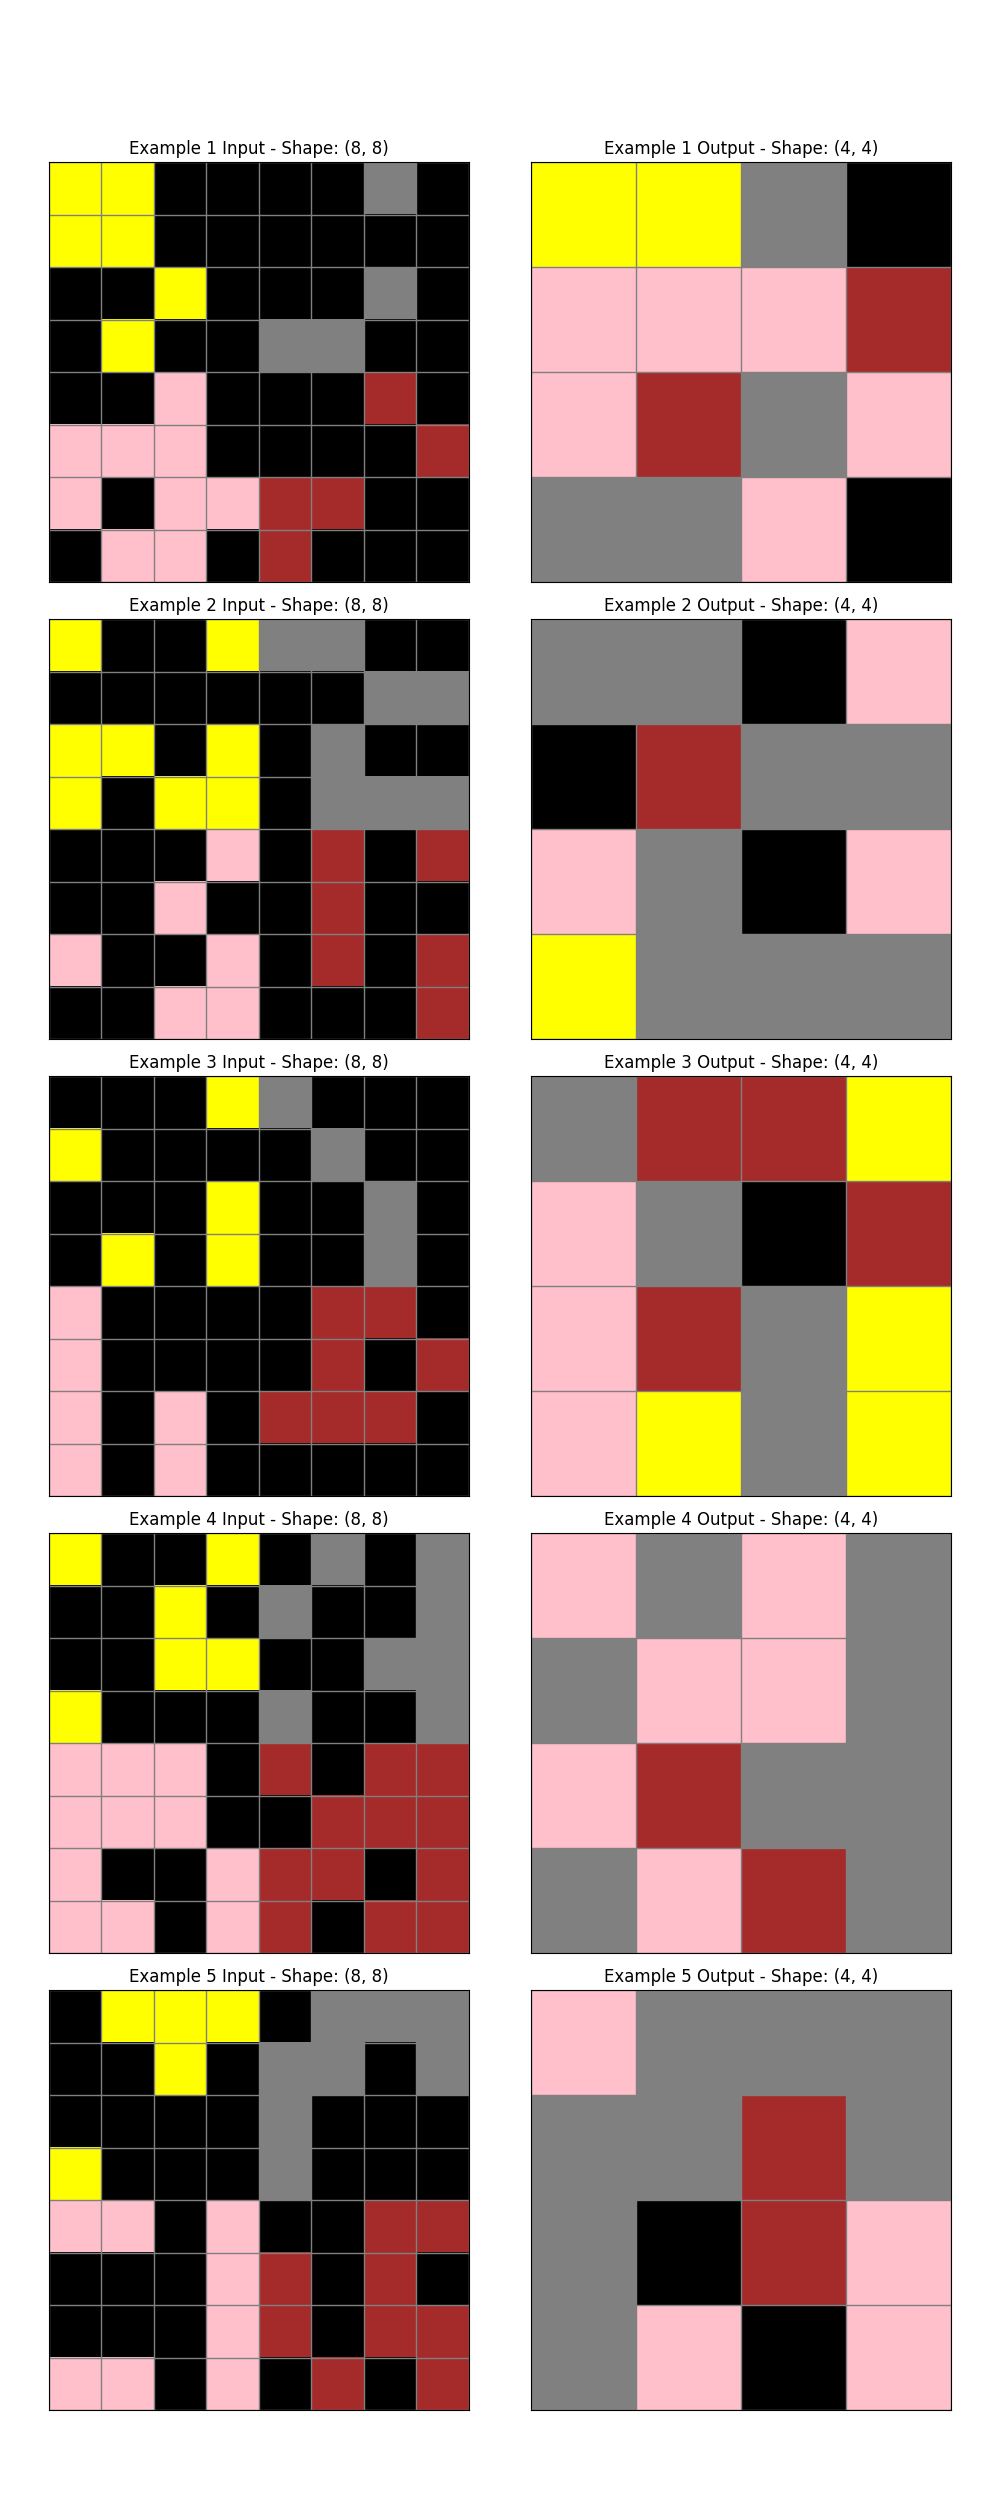 Example 1 Input - Shape: (8, 8)
Example 1 Output - Shape: (4, 4)
Example 2 Input - Shape: (8, 8)
Example 2 Output - Shape: (4, 4)
Example 3 Input - Shape: (8, 8)
Example 3 Output - Shape: (4, 4)
Example 4 Input - Shape: (8, 8)
Example 4 Output - Shape: (4, 4)
Example 5 Input - Shape: (8, 8)
Example 5 Output - Shape: (4, 4)